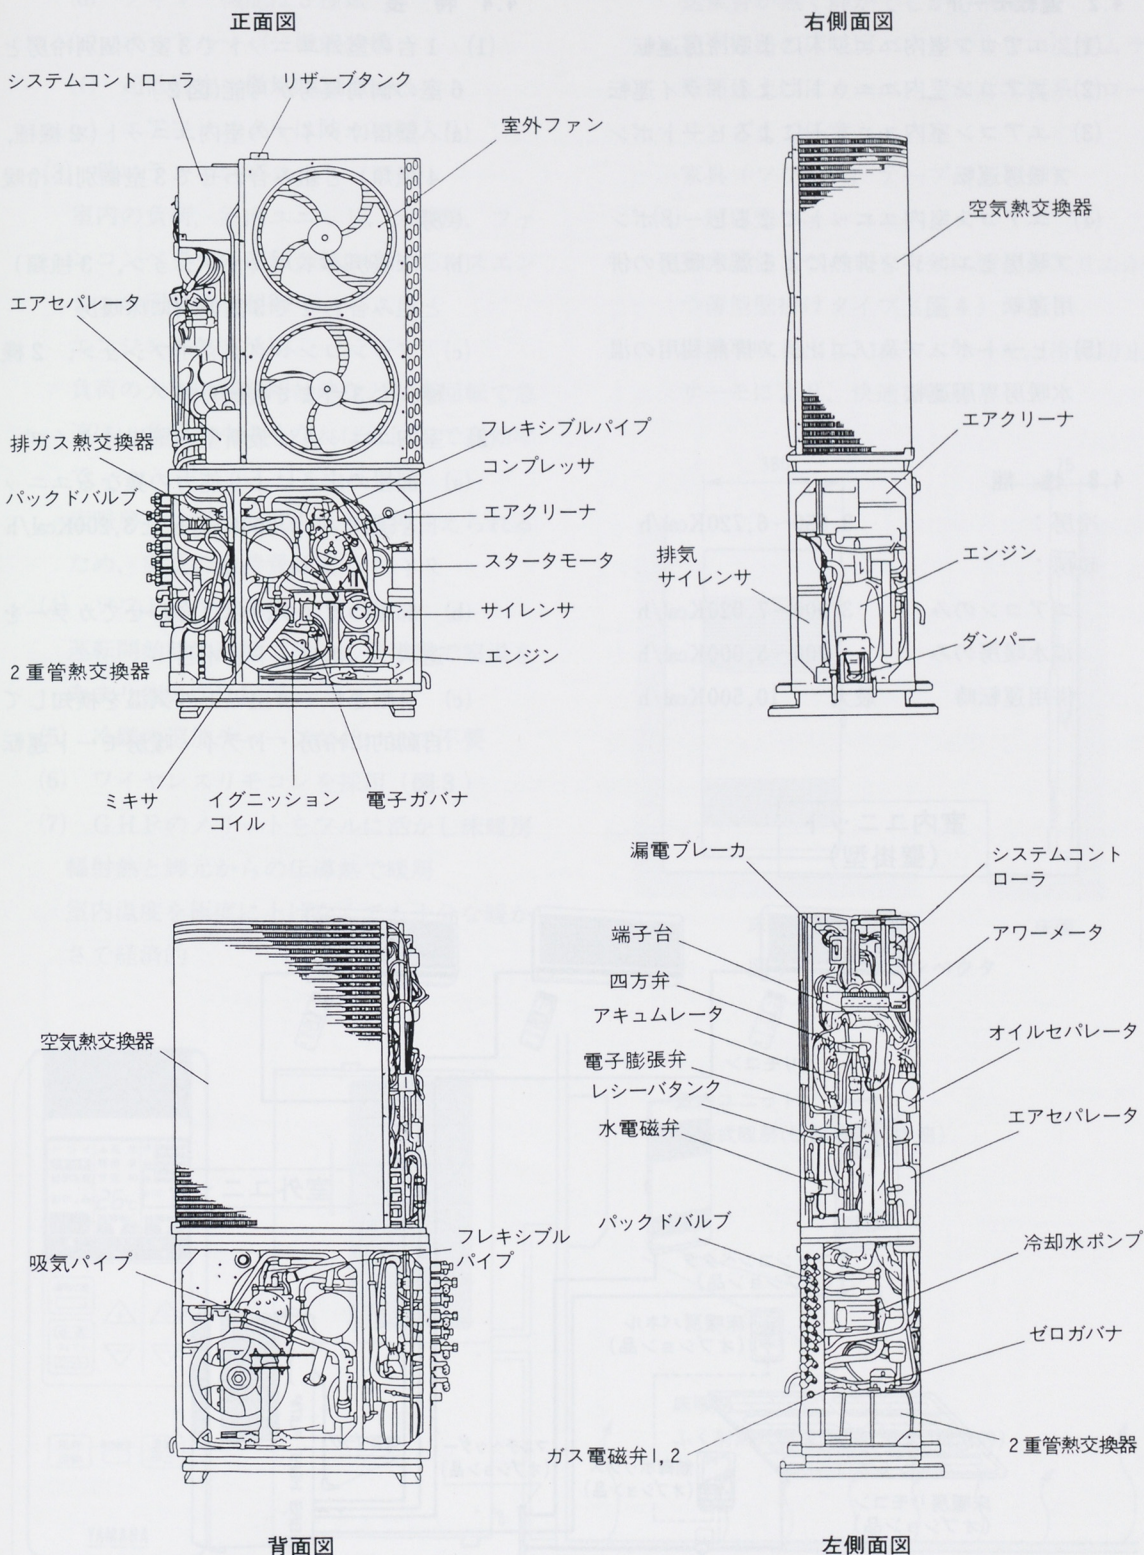 正面図
システムコントローラ
リザーブタンク
室外ファン
エアセパレータ
排ガス熱交換器
パックドバルブ
フレキシブルパイプ
コンプレッサ
エアクリーナ
スタータモータ
サイレンサ
エンジン
2重管熱交換器
ミキサ
イグニッション
コイル
電子ガバナ
右側面図
空気熱交換器
エアクリーナ
排気
サイレンサ
エンジン
ダンパー
空気熱交換器
吸気パイプ
フレキシブル
パイプ
背面図
漏電ブレーカ
システムコント
ローラ
端子台
アワーメータ
四方弁
アキュムレータ
オイルセパレータ
電子膨張弁
レシーバタンク
エアセパレータ
水電磁弁
パックドバルブ
冷却水ポンプ
ゼロガバナ
ガス電磁弁1,2
2重管熱交換器
左側面図